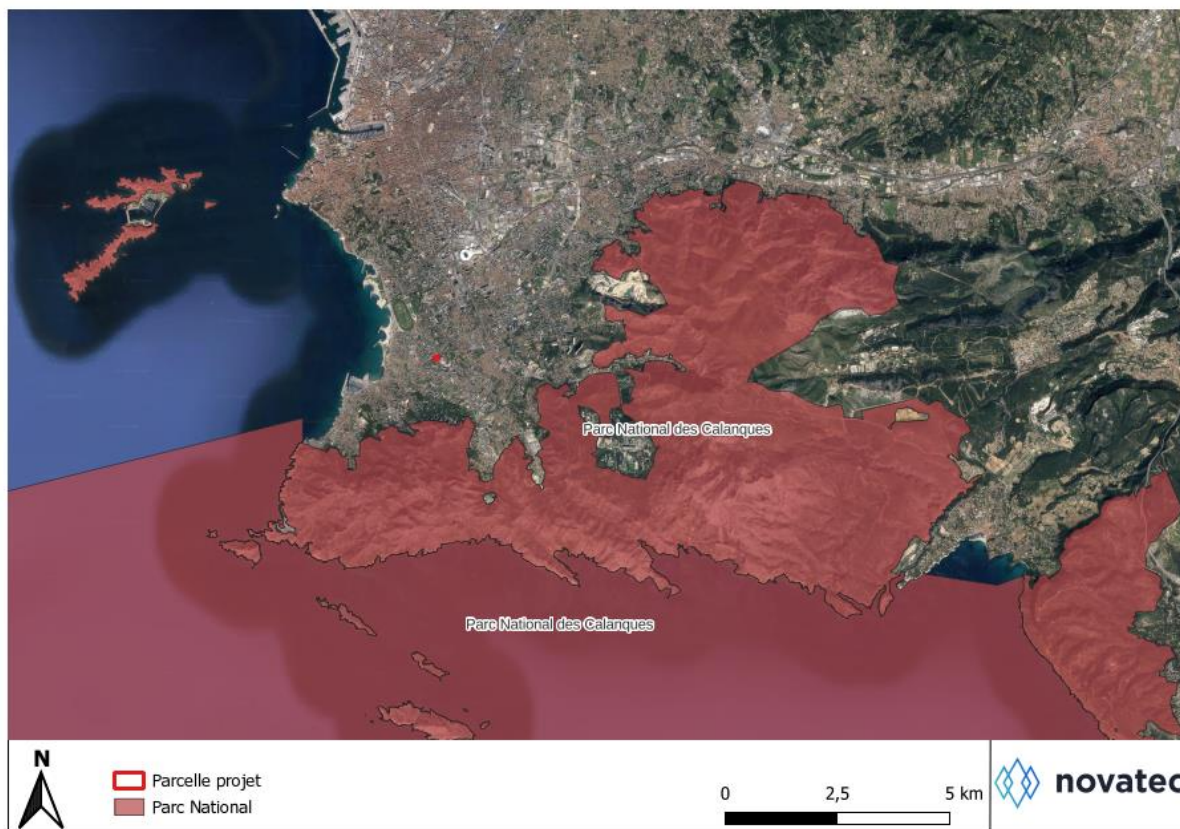 Parc National des Calanques
Parc National des Calanques
N
Parcelle projet
Parc National
0 2,5 5 km
novatec